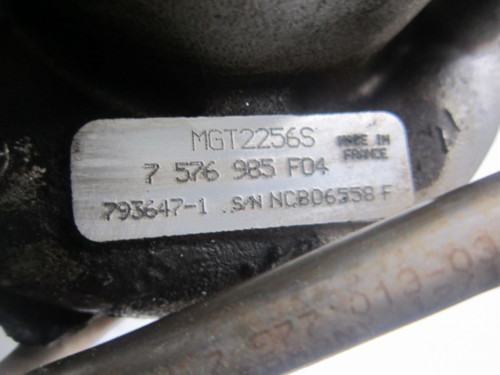 MGT2256S
MADE IN
FRANCE
7 576 985 F04
793647-1 S/N NCBD6558 F